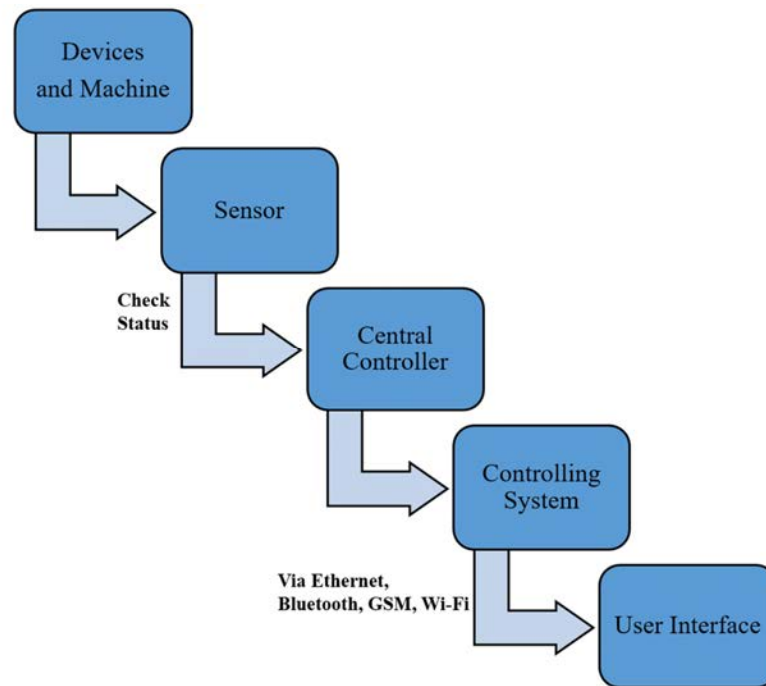 Devices
and Machine
Sensor
Check
Status
Central
Controller
Controlling
System
Via Ethernet,
Bluetooth, GSM, Wi-Fi
User Interface